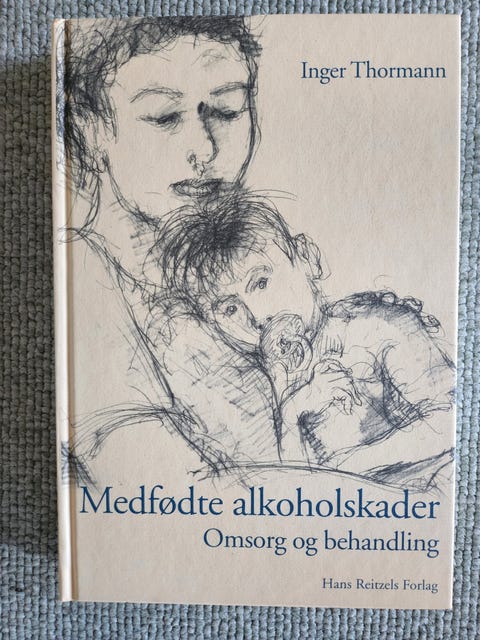 Inger Thormann
Medfødte alkoholskader
Omsorg og behandling
Hans Reitzels Forlag